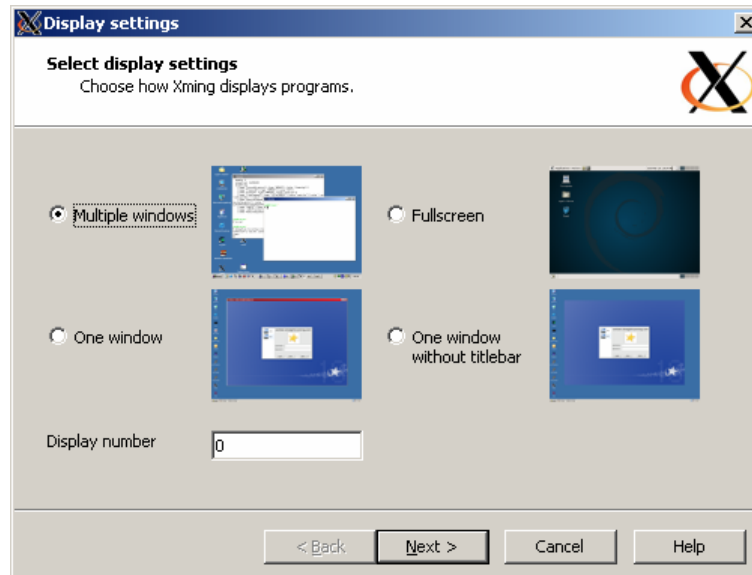 Display settings
Select display settings
Choose how Xming displays programs.
Multiple windows
Fullscreen
One window
One window
without titlebar
Display number
0
< Back
Next >
Cancel
Help